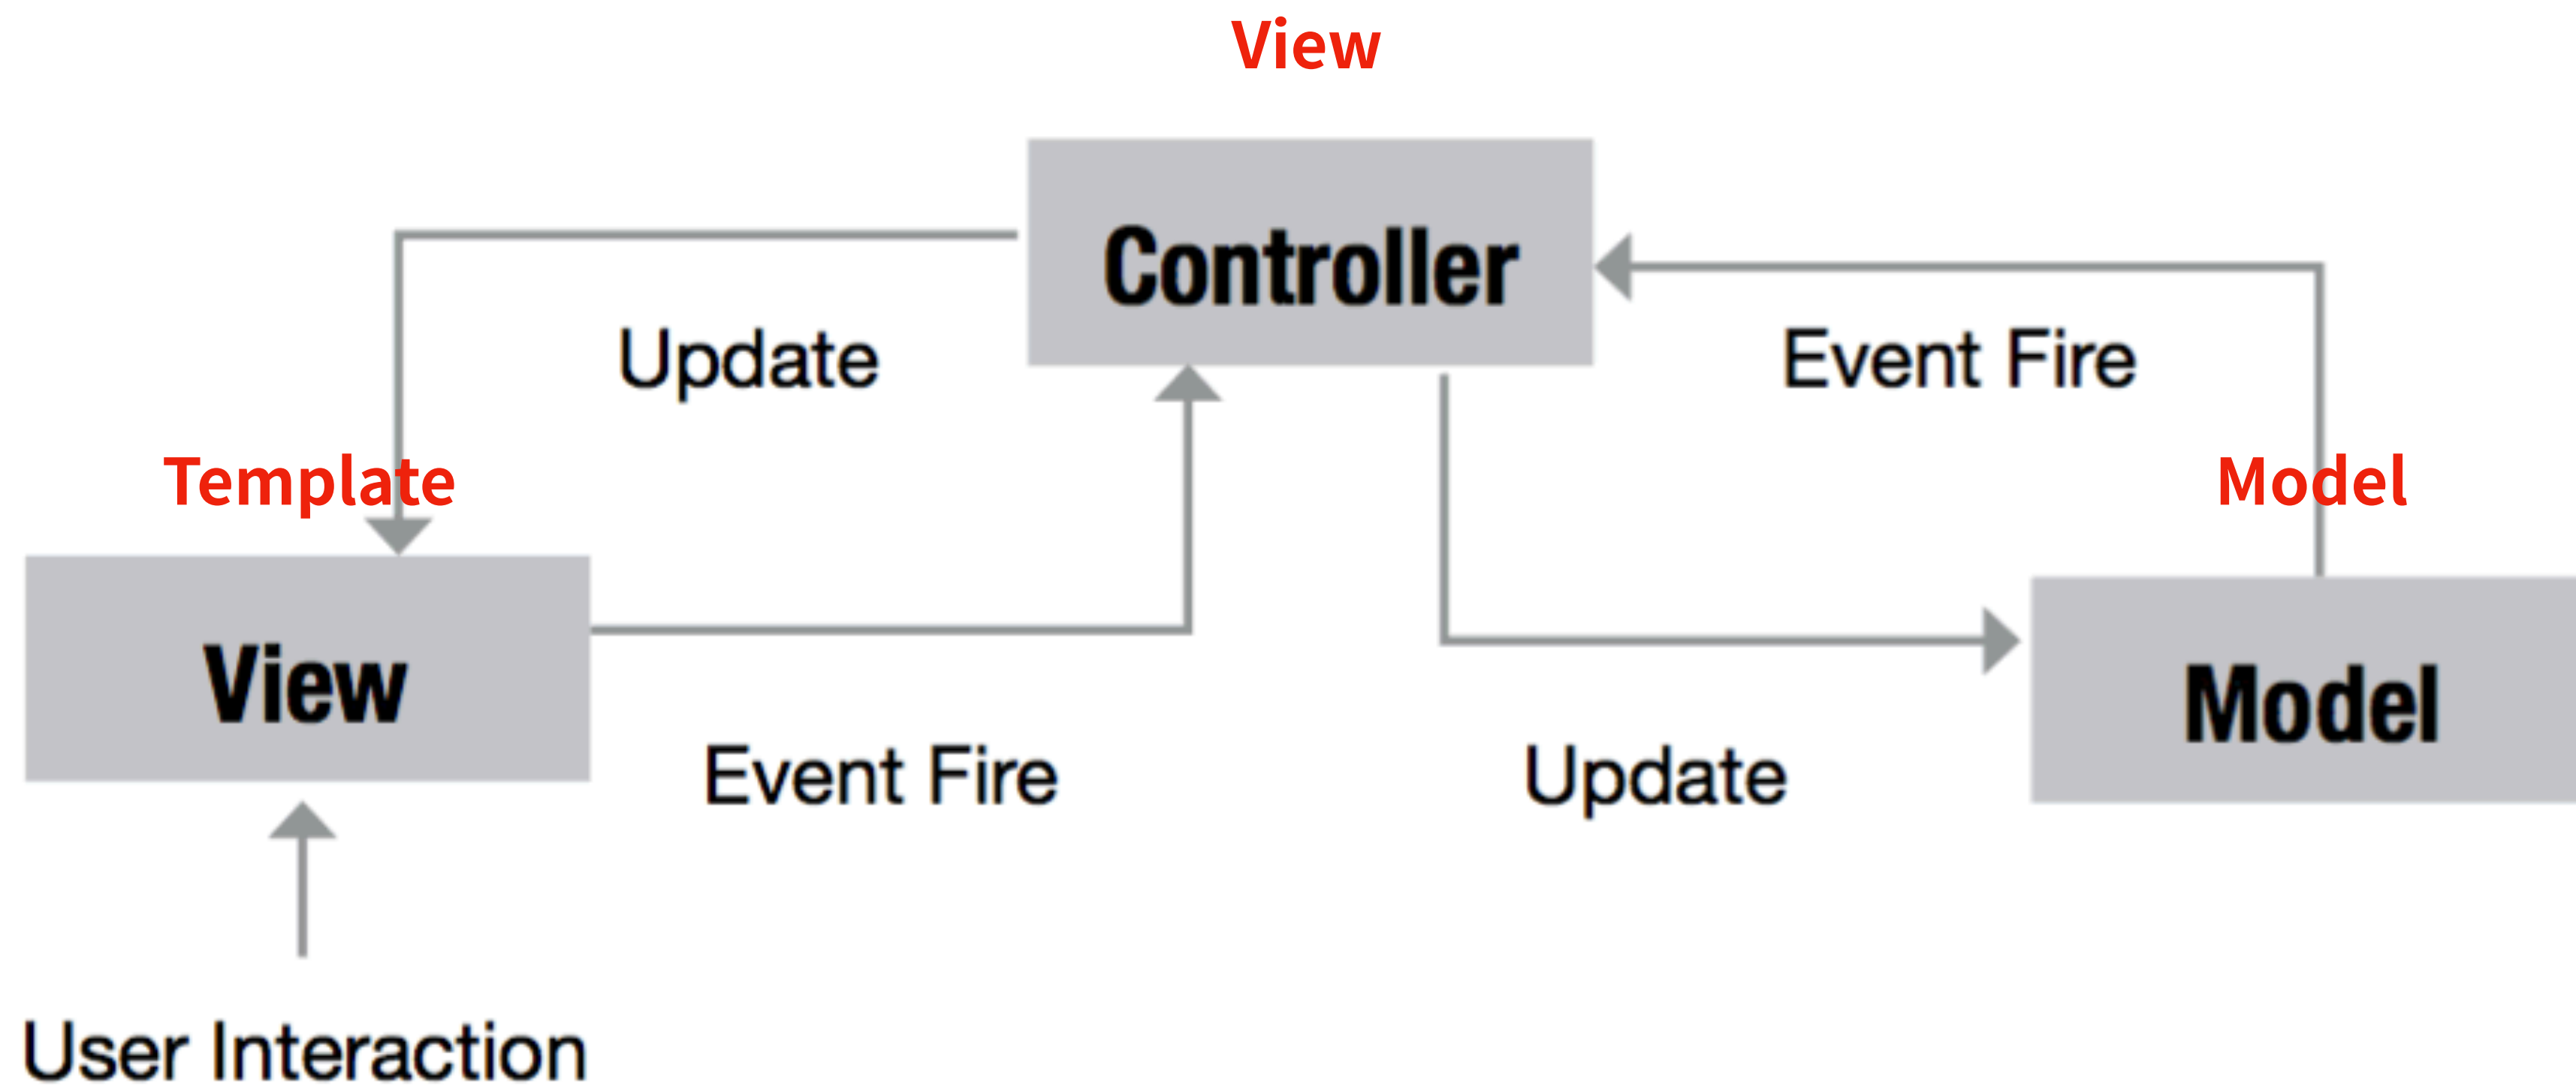 View
Controller
Update
Event Fire
Template
Model
View
Model
Event Fire
Update
User Interaction